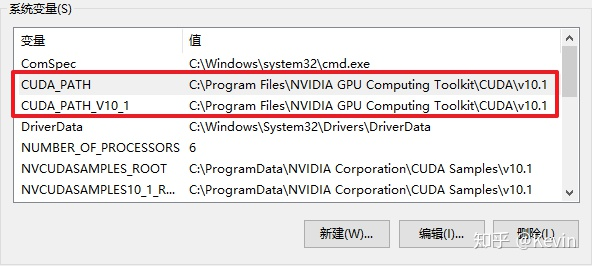 系统变量(S)
变量 值
ComSpec C:\Windows\system32\cmd.exe
CUDA_PATH C:\Program Files\NVIDIA GPU Computing Toolkit\CUDA\v10.1
CUDA_PATH_V10_1 C:\Program Files\NVIDIA GPU Computing Toolkit\CUDA\v10.1
DriverData C:\Windows\System32\Drivers\DriverData
NUMBER_OF_PROCESSORS 6
NVCUDASAMPLES_ROOT C:\ProgramData\NVIDIA Corporation\CUDA Samples\v10.1
NVCUDASAMPLES10_1_R... C:\ProgramData\NVIDIA Corporation\CUDA Samples\v10.1
新建(W)... 编辑(I)... 删除(L)
知乎 @Kevin